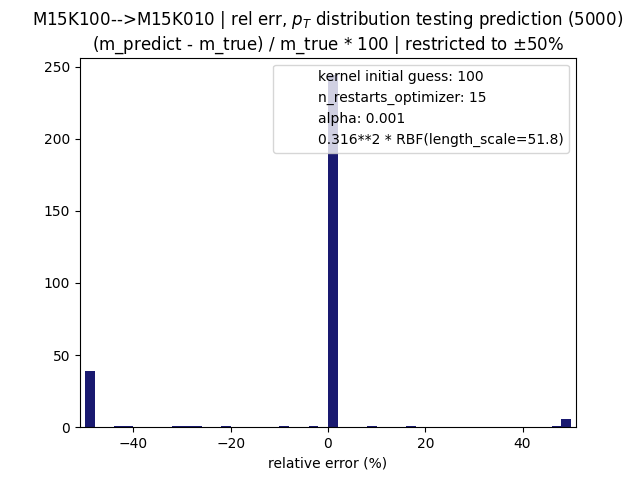 M15K100-->M15K010 | rel err, $p_T$ distribution testing prediction (5000)
(m_predict - m_true) / m_true * 100 | restricted to ±50%
kernel initial guess: 100
n_restarts_optimizer: 15
alpha: 0.001
0.316**2 * RBF(length_scale=51.8)
250
200
150
100
50
0
−40 −20 0 20 40
relative error (%)